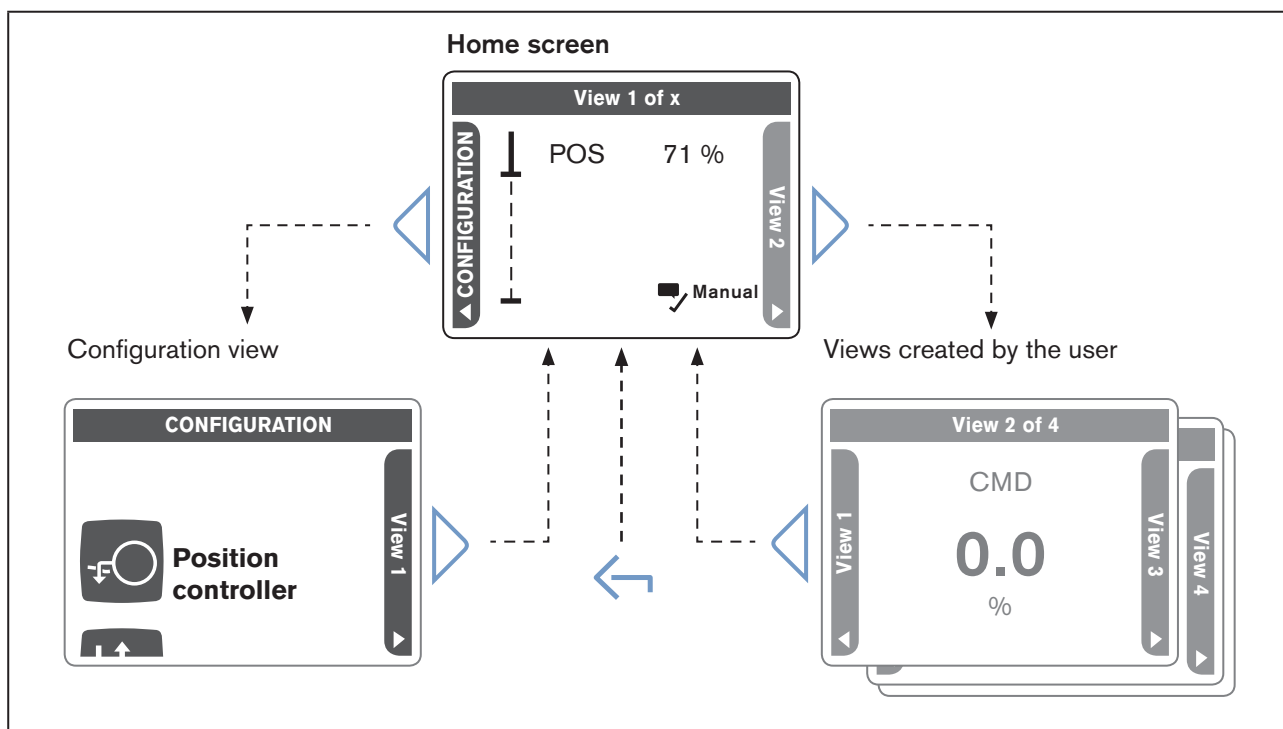 Home screen
View 1 of x
CONFIGURATION
POS 71 %
View 2
Manual
Configuration view
Views created by the user
CONFIGURATION
View 1
Position
controller
View 2 of 4
View 1
CMD
0.0
%
View 3
View 4